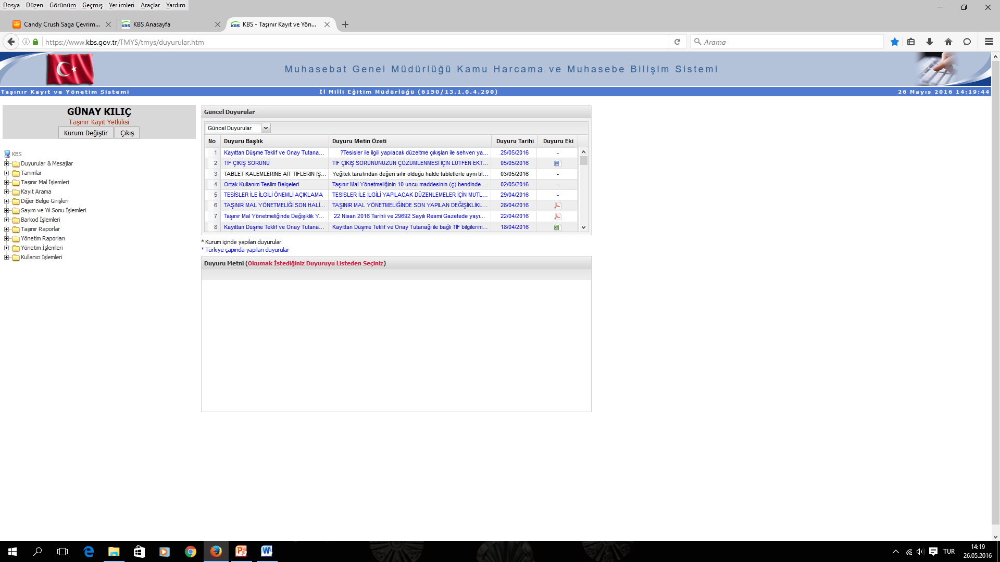 Dosya Düzen Görünüm Geçmiş Yer imleri Araçlar Yardım
Candy Crush Saga Çevrim... KBS Anasayfa KBS - Taşınır Kayıt ve Yön...
https://www.kbs.gov.tr/TMYS/tmys/duyurular.htm Arama
Muhasebat Genel Müdürlüğü Kamu Harcama ve Muhasebe Bilişim Sistemi
Taşınır Kayıt ve Yönetim Sistemi İl Milli Eğitim Müdürlüğü (6150/13.1.0.4.290) 26 Mayıs 2016 14:19:44
GÜNAY KILIÇ
Taşınır Kayıt Yetkilisi
Kurum Değiştir Çıkış
KBS
Duyurular & Mesajlar
Tanımlar
Taşınır Mal İşlemleri
Kayıt Arama
Diğer Belge Girişleri
Sayım ve Yıl Sonu İşlemleri
Barkod İşlemleri
Taşınır Raporlar
Yönetim Raporları
Yönetim İşlemleri
Kullanıcı İşlemleri
Güncel Duyurular
Güncel Duyurular
No Duyuru Başlık Duyuru Metin Özeti Duyuru Tarihi Duyuru Eki
1 Kayıttan Düşme Teklif ve Onay Tutana... ?Tesisler ile ilgili yapılacak düzeltme çıkışları ile sehven ya... 25/05/2016 -
2 TİF ÇIKIŞ SORUNU TİF ÇIKIŞ SORUNUNUZUN ÇÖZÜMLENMESİ İÇİN LÜTFEN EKT... 05/05/2016
3 TABLET KALEMLERİNE AİT TİFLERİN İŞ... Yeğitek tarafından değeri sıfır olduğu halde tabletlerle aynı tif... 03/05/2016 -
4 Ortak Kullanım Teslim Belgeleri Taşınır Mal Yönetmeliğinin 10 uncu maddesinin (ç) bendinde ... 02/05/2016 -
5 TESİSLER İLE İLGİLİ ÖNEMLİ AÇIKLAMA TESİSLER İLE İLGİLİ YAPILACAK DÜZENLEMELER İÇİN MUTL... 29/04/2016 -
6 TAŞINIR MAL YÖNETMELİĞİ SON HALİ... TAŞINIR MAL YÖNETMELİĞİNDE SON YAPILAN DEĞİŞİKLİKL... 28/04/2016
7 Taşınır Mal Yönetmeliğinde Değişiklik Y... 22 Nisan 2016 Tarihli ve 29692 Sayılı Resmi Gazetede yayı... 22/04/2016
8 Kayıttan Düşme Teklif ve Onay Tutana... Kayıttan Düşme Teklif ve Onay Tutanağı ile bağlı TİF bilgilerini... 18/04/2016
* Kurum içinde yapılan duyurular
* Türkiye çapında yapılan duyurular
Duyuru Metni (Okumak İstediğiniz Duyuruyu Listeden Seçiniz)
TUR 14:19
26.05.2016